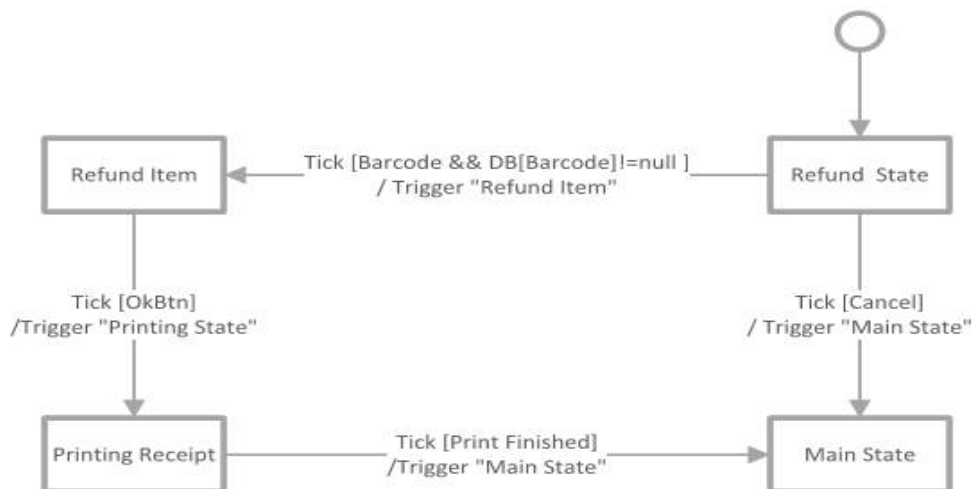 Refund Item
Tick [Barcode && DB[Barcode]!=null ]
/ Trigger "Refund Item"
Refund  State
Tick [OkBtn]
/Trigger "Printing State"
Tick [Cancel]
/ Trigger "Main State"
Printing Receipt
Tick [Print Finished]
/Trigger "Main State"
Main State